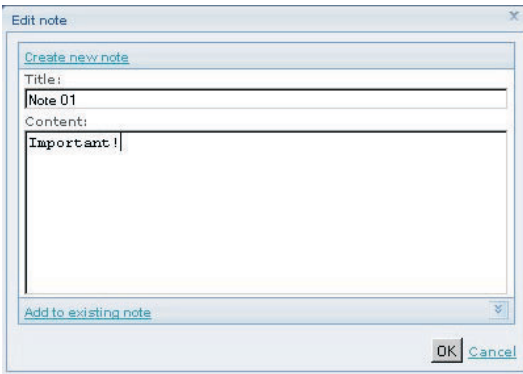 Edit note
Create new note
Title:
Note 01
Content:
Important!
Add to existing note
OK Cancel